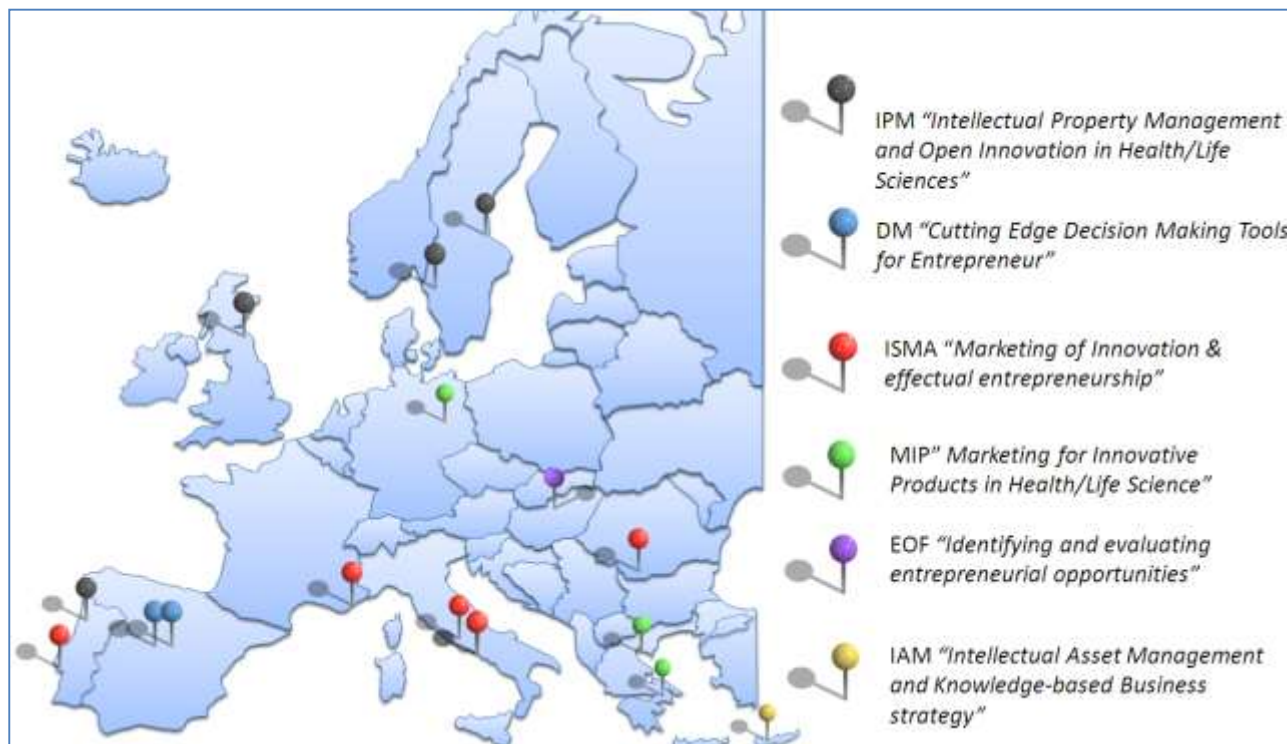 IPM “Intellectual Property Management
and Open Innovation in Health/Life
Sciences”
DM “Cutting Edge Decision Making Tools
for Entrepreneur”
ISMA “Marketing of Innovation &
effectual entrepreneurship”
MIP” Marketing for Innovative
Products in Health/Life Science”
EOF “Identifying and evaluating
entrepreneurial opportunities”
IAM “Intellectual Asset Management
and Knowledge-based Business
strategy”